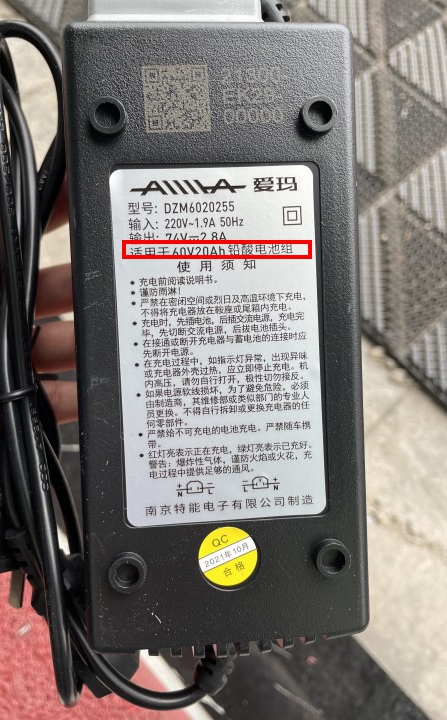 21300-
EK28-
00000
AIMA 爱玛
型号: DZM6020255
输入: 220V~1.9A 50Hz
输出: 74V⎓2.8A
适用于60V20Ah 铅酸电池组
使 用 须 知
• 充电前阅读说明书。
• 谨防雨淋!
• 严禁在密闭空间或烈日及高温环境下充电,
不得将充电器放在鞍座或尾箱内充电。
• 充电时, 先插电池, 后插交流电源, 充电完
毕, 先切断交流电源, 后拔电池插头。
• 在接通或断开充电器与蓄电池的连接时应
先断开电源。
• 在充电过程中, 如指示灯异常, 出现异味
或充电器外壳过热, 应立即停止充电。机
内高压, 请勿自行打开, 极性切勿接反。
• 如果电源软线损坏, 为了避免危险, 必须
由制造商, 其维修部或类似部门的专业人
员更换。不得自行拆卸或更换充电器的任
何零部件。
• 严禁给不可充电的电池充电。严禁随车携
带。
• 红灯亮表示正在充电, 绿灯亮表示已充好。
警告: 爆炸性气体, 谨防火焰或火花, 充
电过程中提供足够的通风。
+ N - L
- L + N
南京特能电子有限公司制造
QC
2021年10月
合格